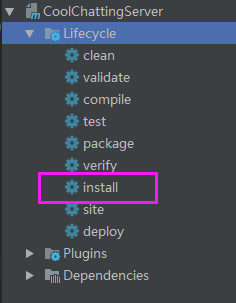 CoolChattingServer
Lifecycle
clean
validate
compile
test
package
verify
install
site
deploy
Plugins
Dependencies